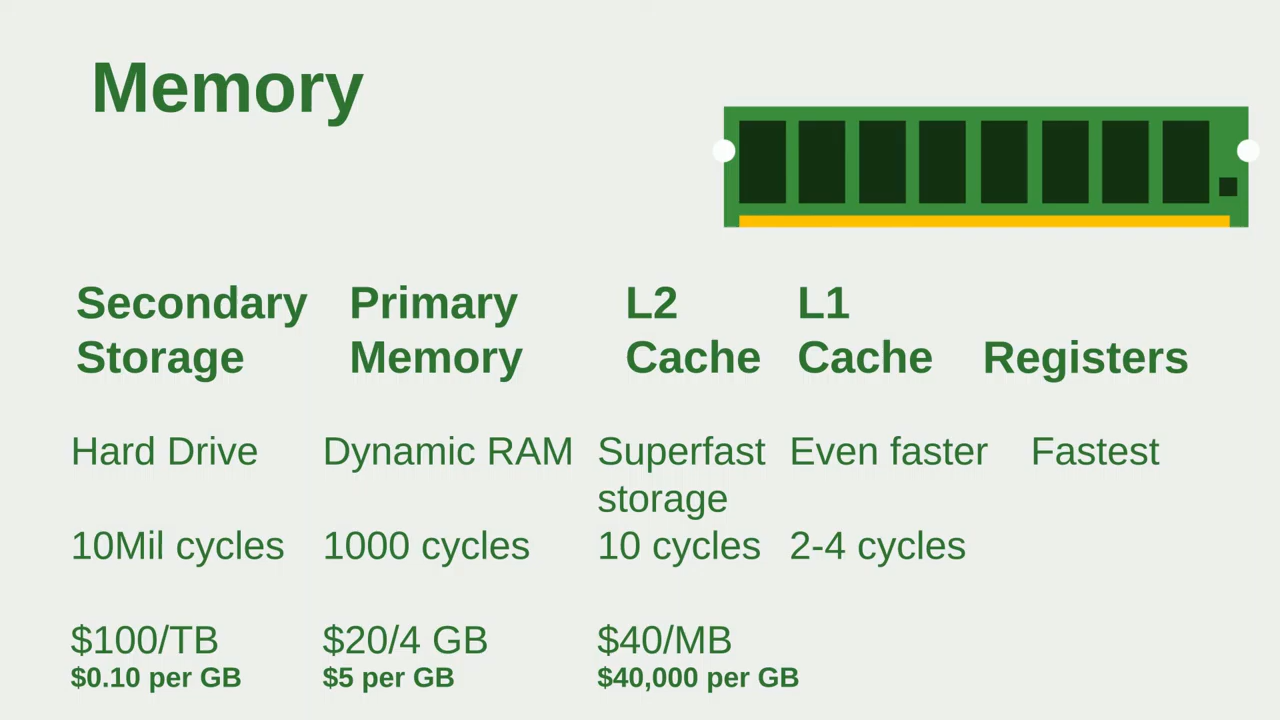 Memory
Secondary Storage
Primary Memory
L2 Cache
L1 Cache
Registers
Hard Drive
Dynamic RAM
Superfast storage
Even faster
Fastest
10Mil cycles
1000 cycles
10 cycles
2-4 cycles
$100/TB
$20/4 GB
$40/MB
$0.10 per GB
$5 per GB
$40,000 per GB